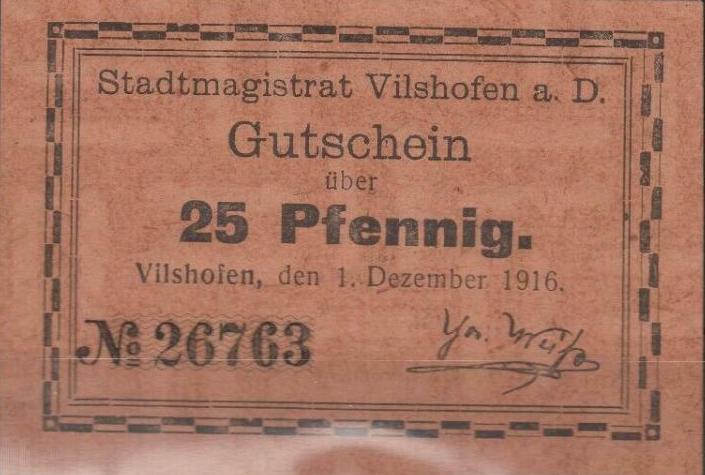 Stadtmagistrat Vilshofen a. D.
Gutschein
über
25 Pfennig.
Vilshofen, den 1. Dezember 1916.
№ 26763